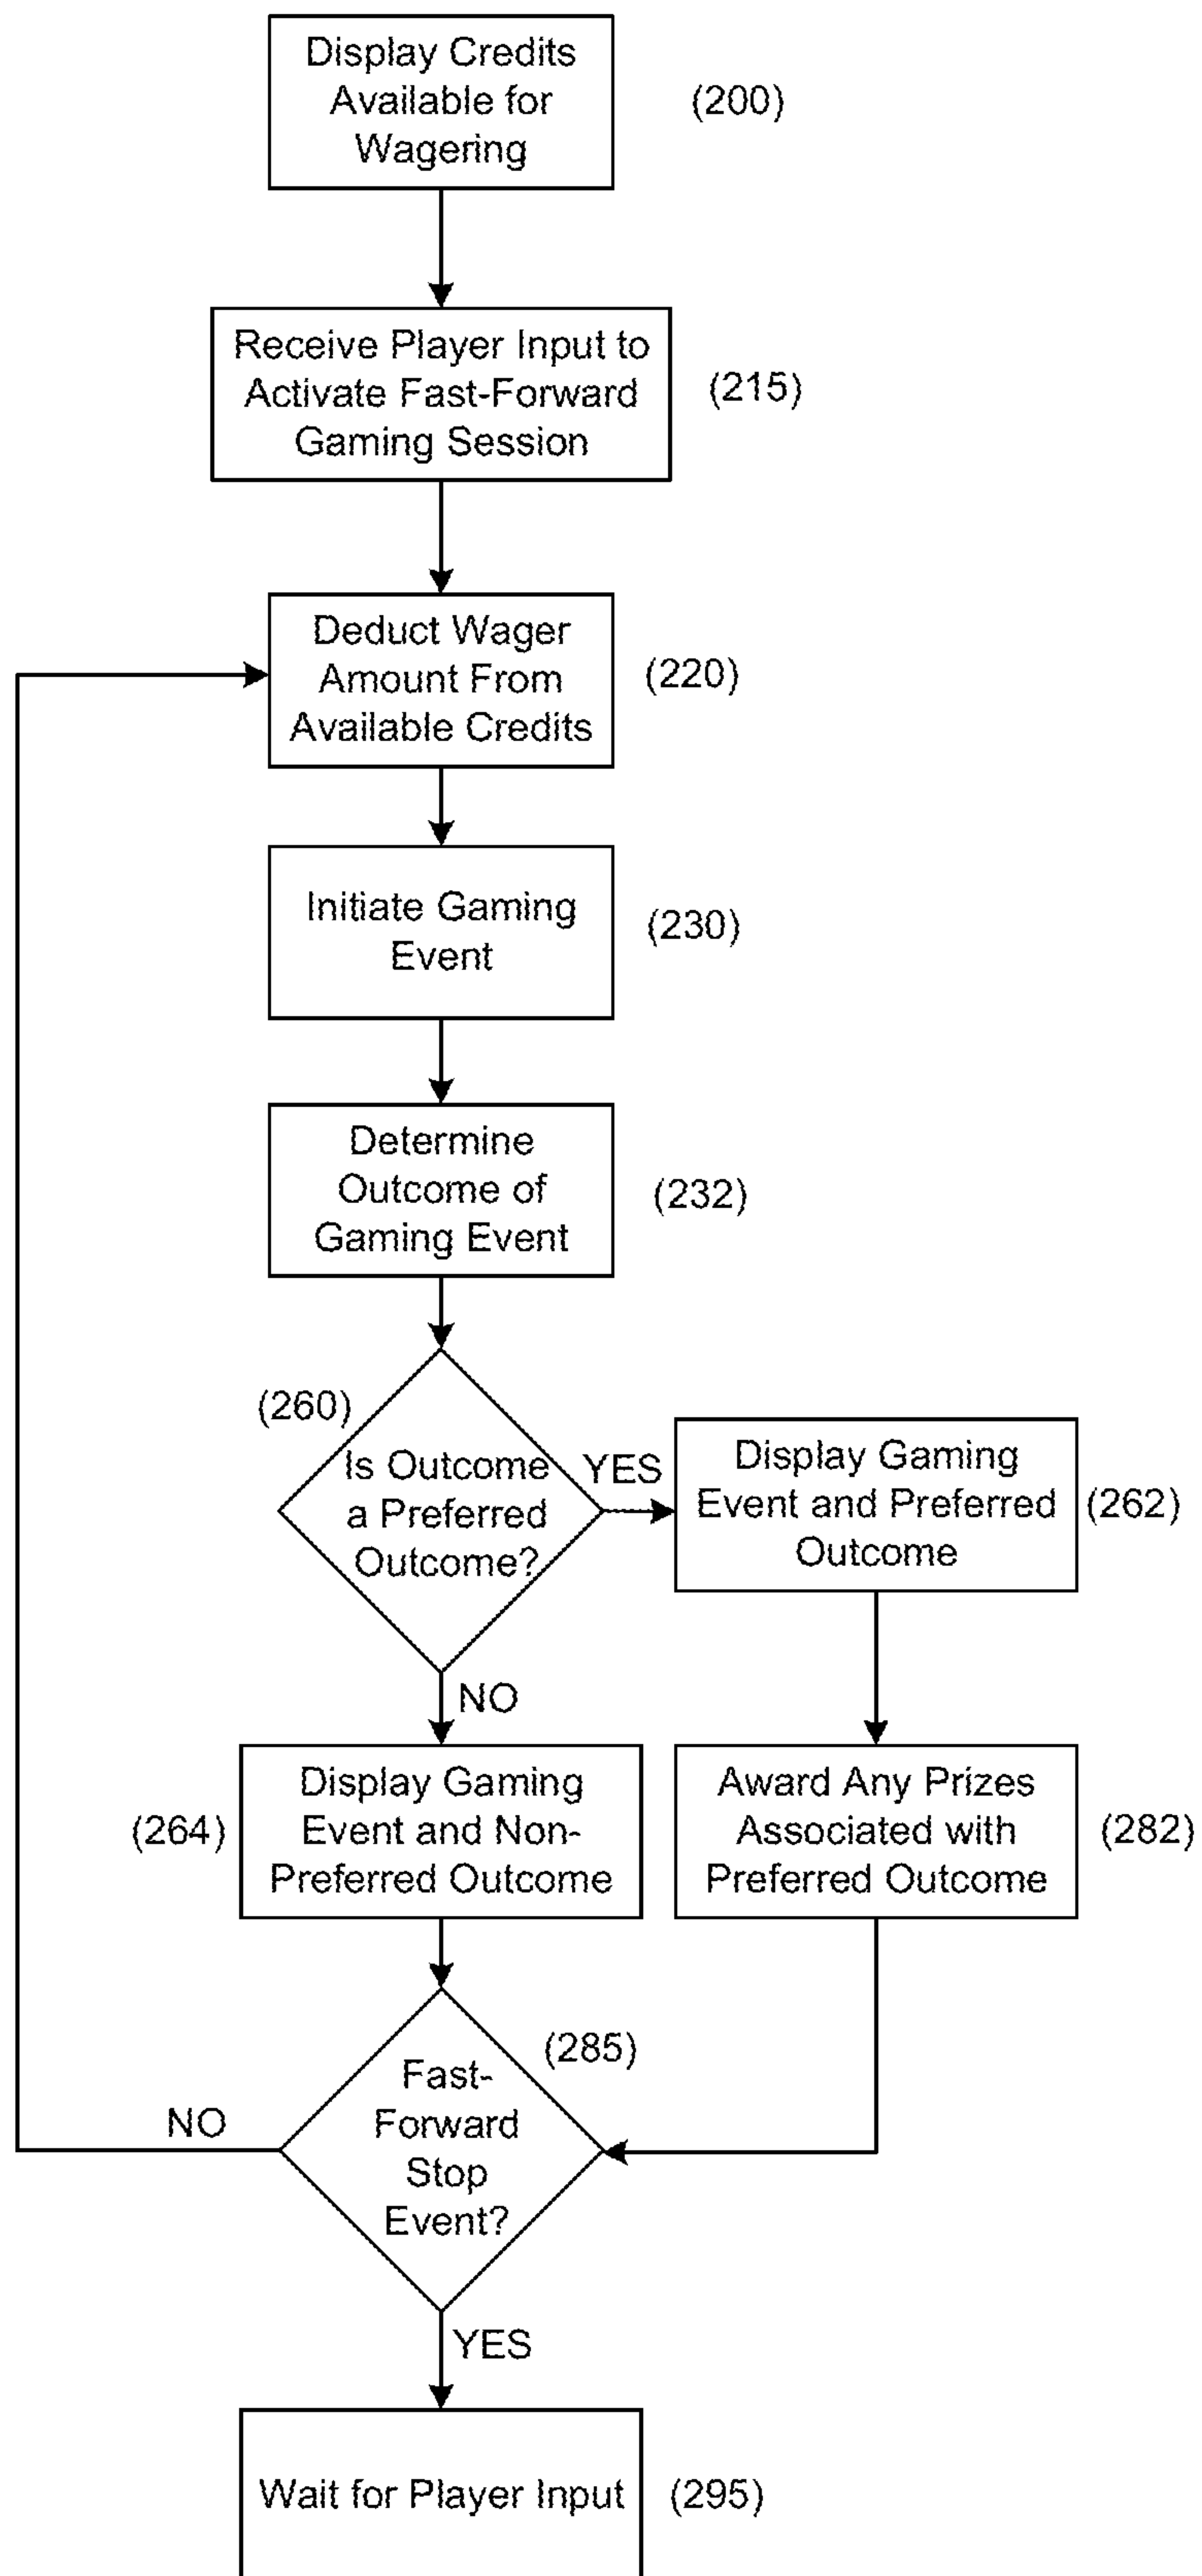 Display Credits
Available for
Wagering
(200)
Receive Player Input to
Activate Fast-Forward
Gaming Session
(215)
Deduct Wager
Amount From
Available Credits
(220)
Initiate Gaming
Event
(230)
Determine
Outcome of
Gaming Event
(232)
(260)
Is Outcome
a Preferred
Outcome?
YES
Display Gaming
Event and Preferred
Outcome
(262)
NO
Display Gaming
Event and Non-
Preferred Outcome
(264)
Award Any Prizes
Associated with
Preferred Outcome
(282)
(285)
Fast-
Forward
Stop
Event?
NO
YES
Wait for Player Input
(295)